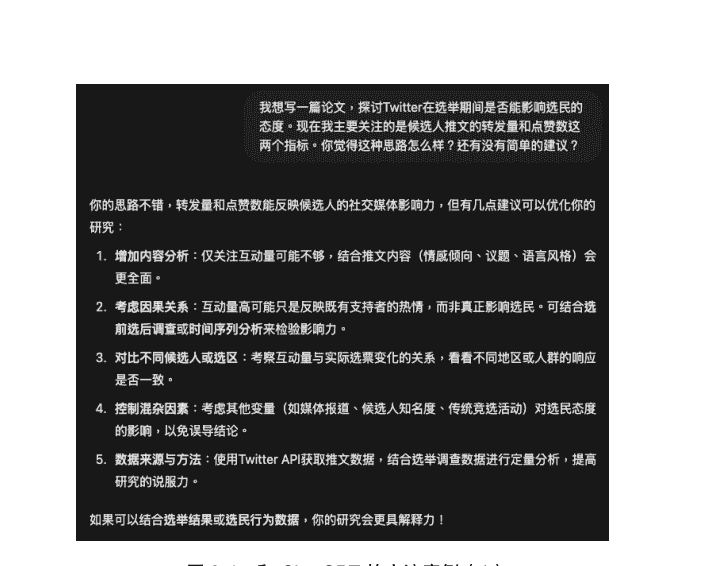 我想写一篇论文，探讨Twitter在选举期间是否能影响选民的
态度。现在我主要关注的是候选人推文的转发量和点赞数这
两个指标。你觉得这种思路怎么样？还有没有简单的建议？
你的思路不错，转发量和点赞数能反映候选人的社交媒体影响力，但有几点建议可以优化你的
研究：
1. 增加内容分析：仅关注互动量可能不够，结合推文内容（情感倾向、议题、语言风格）会
更全面。
2. 考虑因果关系：互动量高可能只是反映既有支持者的热情，而非真正影响选民。可结合选
前选后调查或时间序列分析来检验影响力。
3. 对比不同候选人或选区：考察互动量与实际选票变化的关系，看看不同地区或人群的响应
是否一致。
4. 控制混杂因素：考虑其他变量（如媒体报道、候选人知名度、传统竞选活动）对选民态度
的影响，以免误导结论。
5. 数据来源与方法：使用Twitter API获取推文数据，结合选举调查数据进行定量分析，提高
研究的说服力。
如果可以结合选举结果或选民行为数据，你的研究会更具解释力！